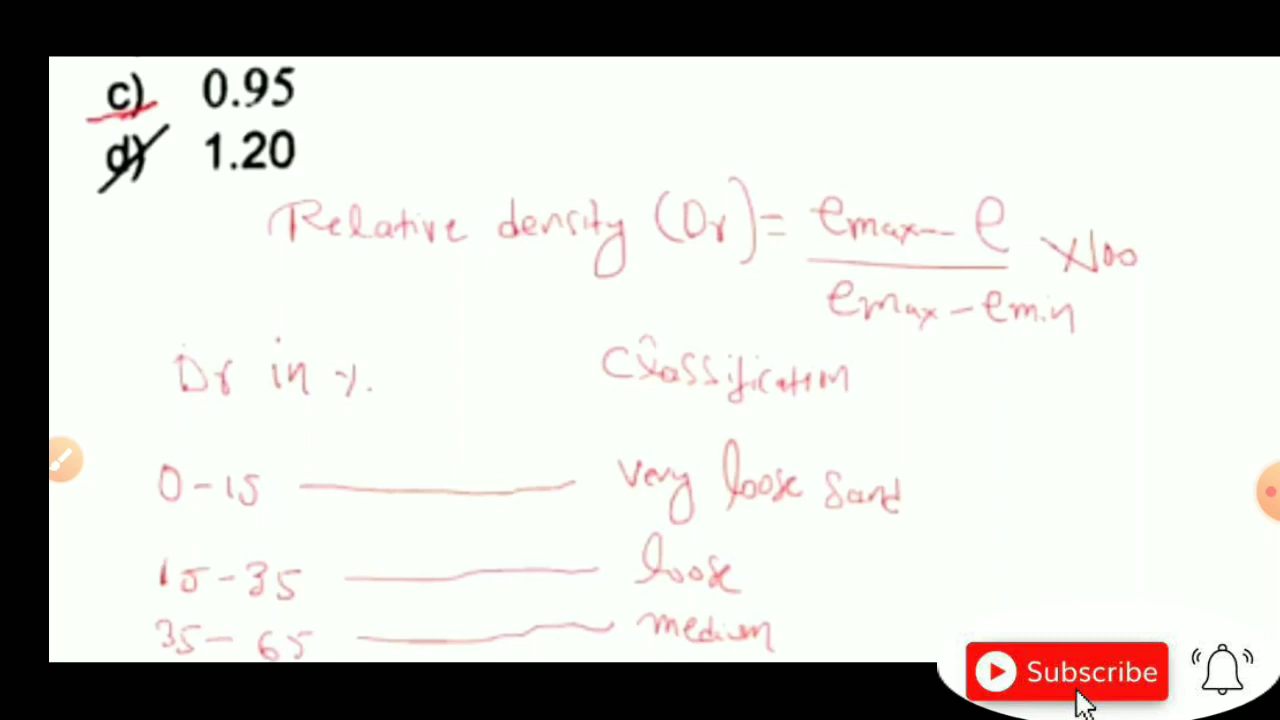 c) 0.95
d) 1.20
Relative density (Dr) = emax - e / emax - emin × 100
Dr in %. Classification
0-15 Very loose Sand
15-35 loose
35-65 medium
Subscribe